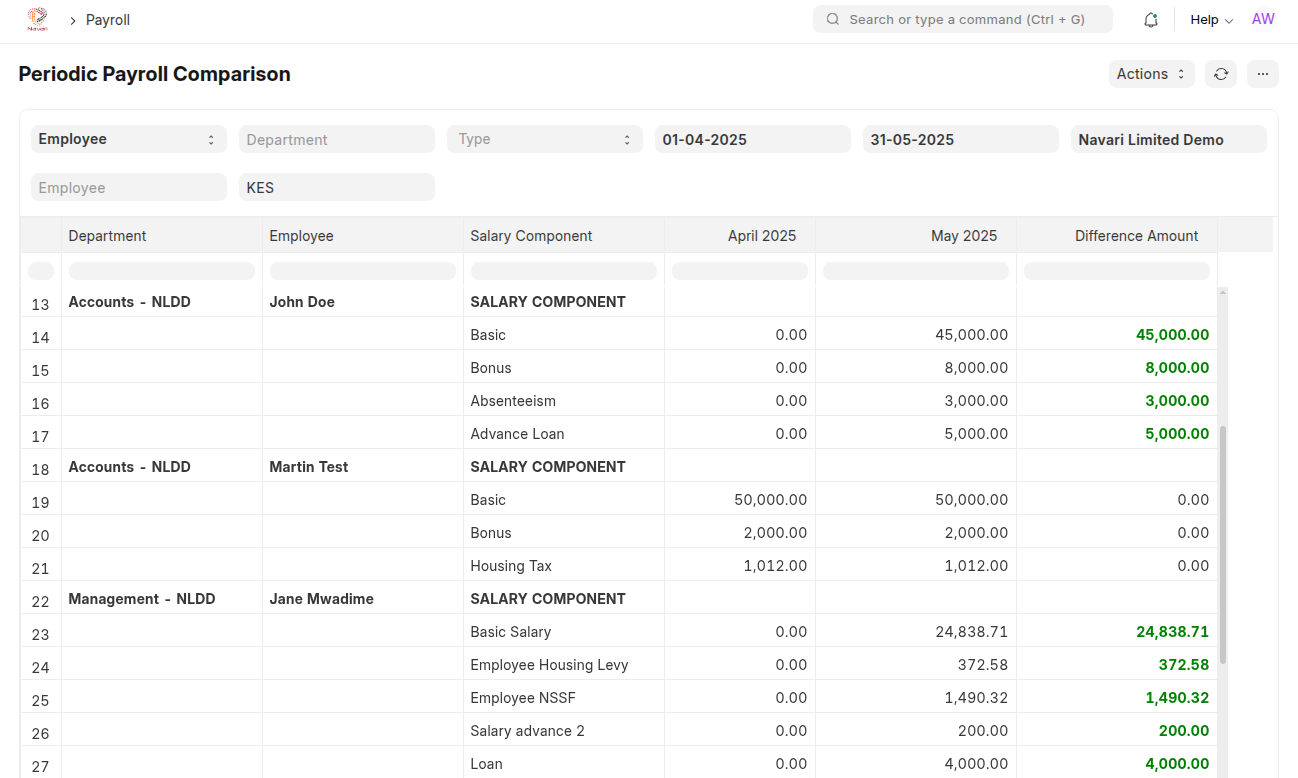 Navari
Payroll
Search or type a command (Ctrl + G)
Help
AW
Periodic Payroll Comparison
Actions
Employee
Department
Type
01-04-2025
31-05-2025
Navari Limited Demo
Employee
KES
Department Employee Salary Component April 2025 May 2025 Difference Amount
13 Accounts - NLDD John Doe SALARY COMPONENT
14 Basic 0.00 45,000.00 45,000.00
15 Bonus 0.00 8,000.00 8,000.00
16 Absenteeism 0.00 3,000.00 3,000.00
17 Advance Loan 0.00 5,000.00 5,000.00
18 Accounts - NLDD Martin Test SALARY COMPONENT
19 Basic 50,000.00 50,000.00 0.00
20 Bonus 2,000.00 2,000.00 0.00
21 Housing Tax 1,012.00 1,012.00 0.00
22 Management - NLDD Jane Mwadime SALARY COMPONENT
23 Basic Salary 0.00 24,838.71 24,838.71
24 Employee Housing Levy 0.00 372.58 372.58
25 Employee NSSF 0.00 1,490.32 1,490.32
26 Salary advance 2 0.00 200.00 200.00
27 Loan 0.00 4,000.00 4,000.00